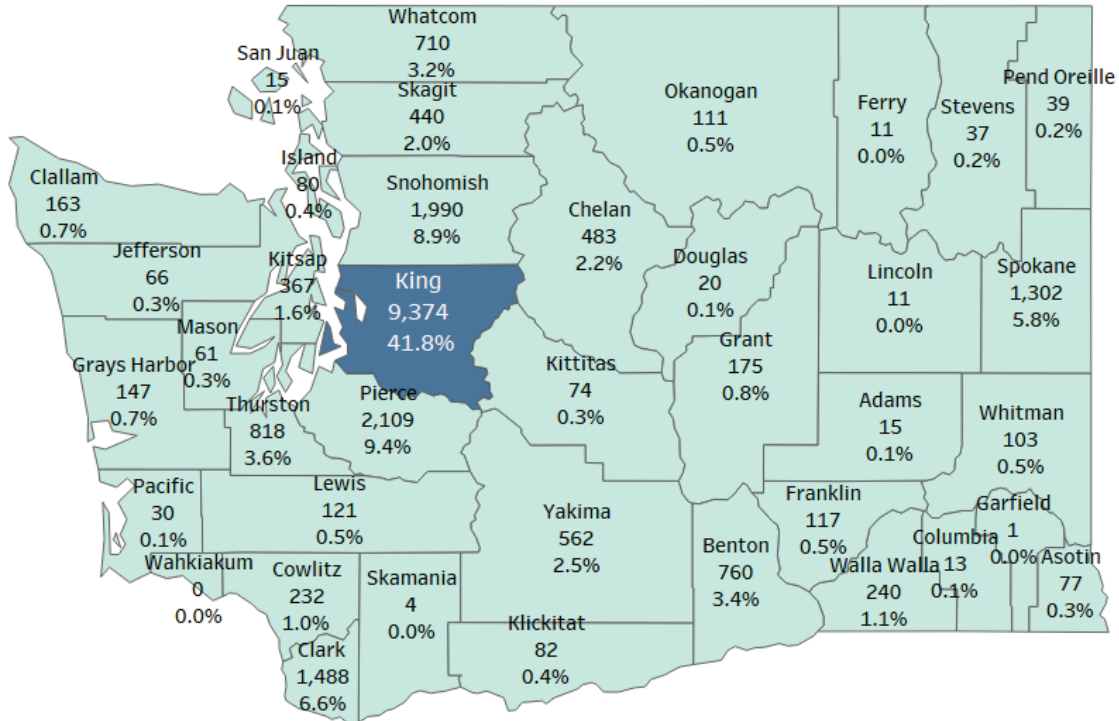 Whatcom
710
3.2%
San Juan
15
0.1%
Skagit
440
2.0%
Okanogan
111
0.5%
Ferry
11
0.0%
Stevens
37
0.2%
Pend Oreille
39
0.2%
Island
80
0.4%
Clallam
163
0.7%
Snohomish
1,990
8.9%
Chelan
483
2.2%
Jefferson
66
0.3%
Kitsap
367
1.6%
King
9,374
41.8%
Douglas
20
0.1%
Lincoln
11
0.0%
Spokane
1,302
5.8%
Mason
61
0.3%
Grays Harbor
147
0.7%
Thurston
818
3.6%
Pierce
2,109
9.4%
Kittitas
74
0.3%
Grant
175
0.8%
Adams
15
0.1%
Whitman
103
0.5%
Pacific
30
0.1%
Lewis
121
0.5%
Yakima
562
2.5%
Benton
760
3.4%
Franklin
117
0.5%
Walla Walla
240
1.1%
Columbia
13
0.1%
Garfield
1
0.0%
Asotin
77
0.3%
Wahkiakum
0
0.0%
Cowlitz
232
1.0%
Skamania
4
0.0%
Klickitat
82
0.4%
Clark
1,488
6.6%